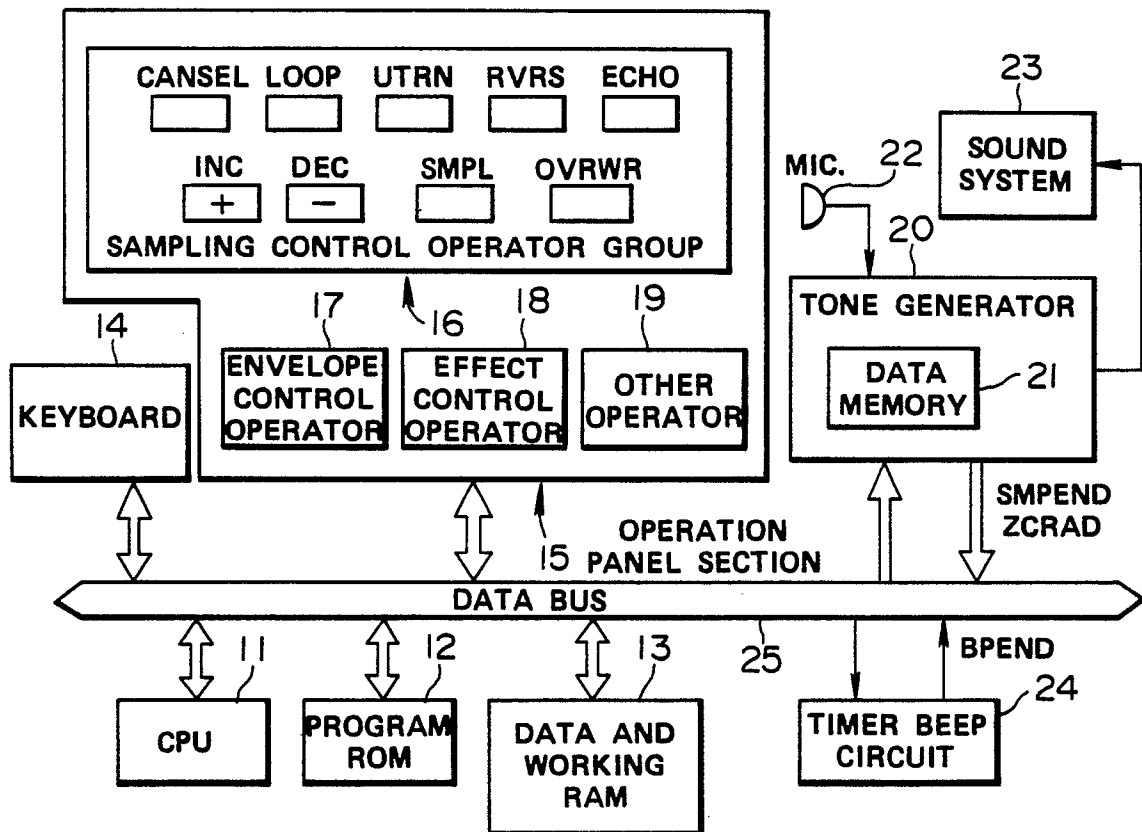 CANSEL LOOP UTRN RVRS ECHO
INC DEC SMPL OVRWR
+ −
SAMPLING CONTROL OPERATOR GROUP
16
17
ENVELOPE
CONTROL
OPERATOR
18
EFFECT
CONTROL
OPERATOR
19
OTHER
OPERATOR
14
KEYBOARD
15
OPERATION
PANEL SECTION
MIC.
22
23
SOUND
SYSTEM
20
TONE GENERATOR
DATA
MEMORY
21
SMPEND
ZCRAD
DATA BUS
25
11
CPU
12
PROGRAM
ROM
13
DATA AND
WORKING
RAM
BPEND
24
TIMER BEEP
CIRCUIT